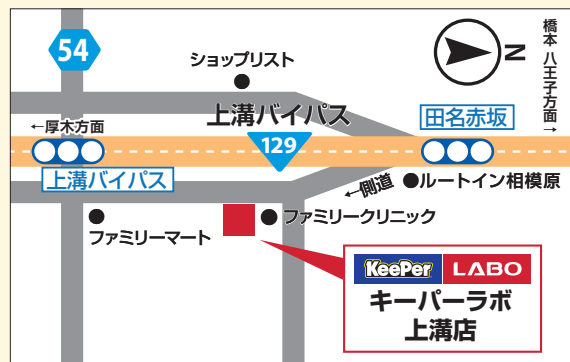 54
ショップリスト
N
橋本 八王子方面→
上溝バイパス
129
田名赤坂
←厚木方面
上溝バイパス
←側道
ルートイン相模原
ファミリーマート
ファミリークリニック
KeePer LABO
キーパーラボ
上溝店